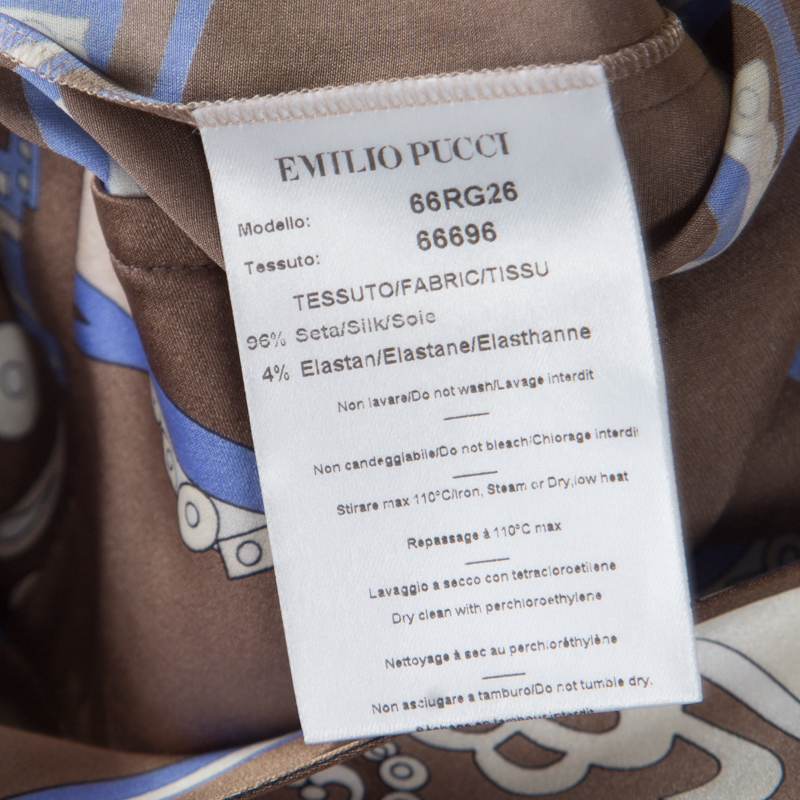 EMILIO PUCCI
Modello: 66RG26
Tessuto: 66696
TESSUTO/FABRIC/TISSU
96% Seta/Silk/Soie
4% Elastan/Elastane/Elasthanne
Non lavare/Do not wash/Lavage interdit
Non candeggiabile/Do not bleach/Chlorage interdi
Stirare max 110°C/Iron, Steam or Dry,low heat
Repassage à 110°C max
Lavaggio a secco con tetracloroetilene
Dry clean with perchloroethylene
Nettoyage à sec au perchloréthylène
Non asciugare a tamburo/Do not tumble dry.